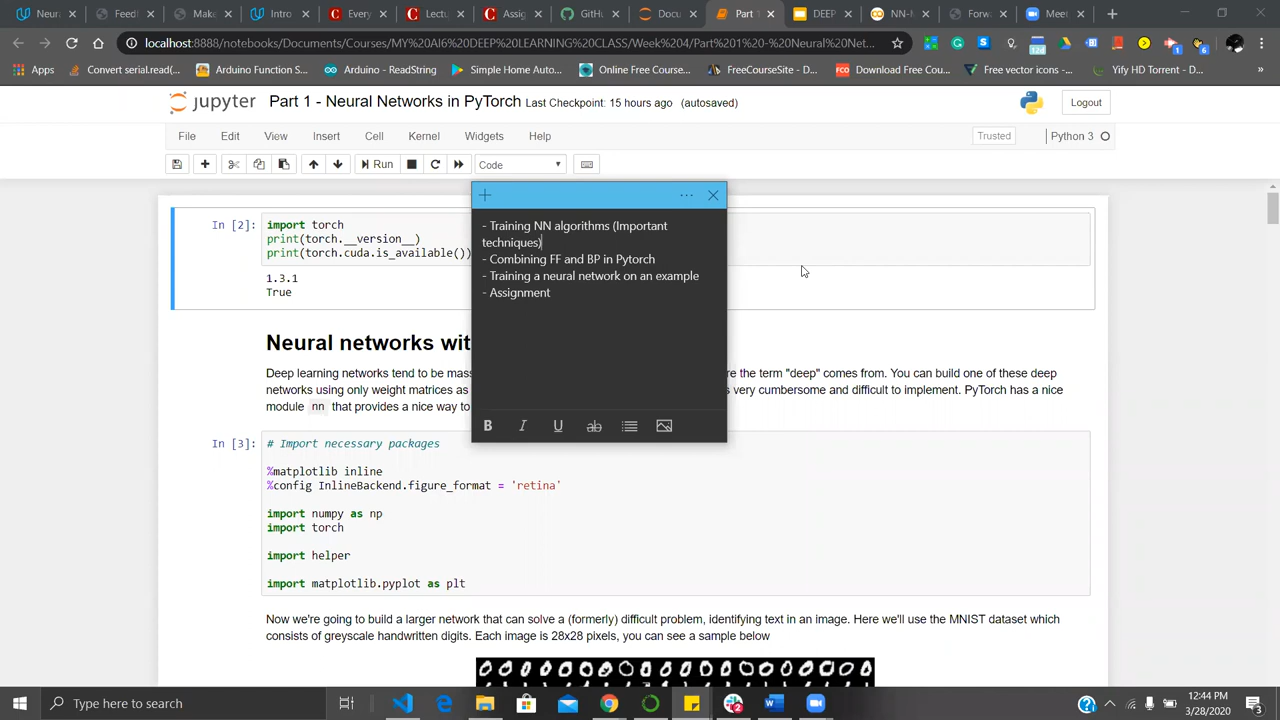 Neur
Feedf
Make
Intro
Every
Lectu
Assig
GitHu
Docu
Part 1
DEEP
NN-M
Forwa
Meet
localhost:8888/notebooks/Documents/Courses/MY%20AI6%20DEEP%20LEARNING%20CLASS/Week%204/Part%201%20-%20Neural%20Net...
Apps
Convert serial.read(...
Arduino Function S...
Arduino - ReadString
Simple Home Auto...
Online Free Course...
FreeCourseSite - D...
Download Free Cour...
Free vector icons -...
Yify HD Torrent - D...
»
jupyter Part 1 - Neural Networks in PyTorch Last Checkpoint: 15 hours ago (autosaved)
Logout
File Edit View Insert Cell Kernel Widgets Help
Trusted
Python 3
Run
Code
In [2]: import torch
print(torch.__version__)
print(torch.cuda.is_available())
1.3.1
True
- Training NN algorithms (Important
techniques)
- Combining FF and BP in Pytorch
- Training a neural network on an example
- Assignment
B I U ab
Neural networks wit
Deep learning networks tend to be mas
re the term "deep" comes from. You can build one of these deep
networks using only weight matrices as
s very cumbersome and difficult to implement. PyTorch has a nice
module nn that provides a nice way to
In [3]: # Import necessary packages
%matplotlib inline
%config InlineBackend.figure_format = 'retina'
import numpy as np
import torch
import helper
import matplotlib.pyplot as plt
Now we're going to build a larger network that can solve a (formerly) difficult problem, identifying text in an image. Here we'll use the MNIST dataset which
consists of greyscale handwritten digits. Each image is 28x28 pixels, you can see a sample below
Type here to search
12:44 PM
3/28/2020